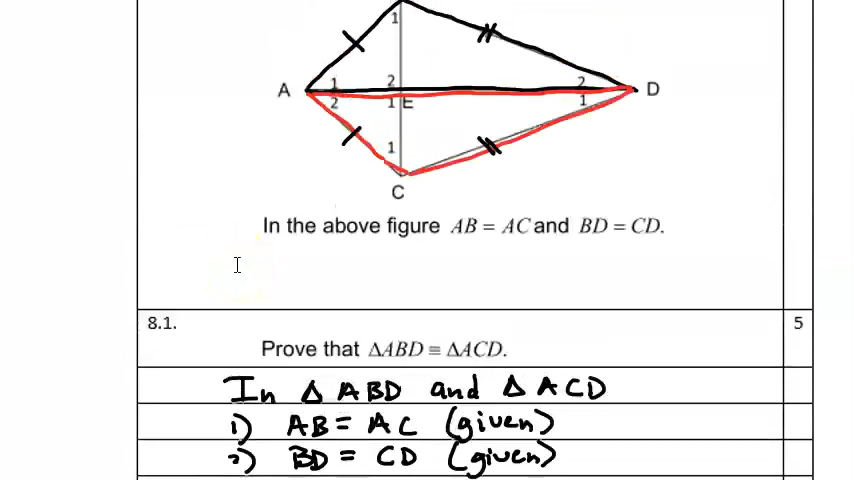 1
A 1 2 2 D
2 1 E 1
1
C
In the above figure AB = AC and BD = CD.
8.1. 5
Prove that ΔABD ≡ ΔACD.
In Δ ABD and Δ ACD
1) AB = AC (given)
2) BD = CD (given)